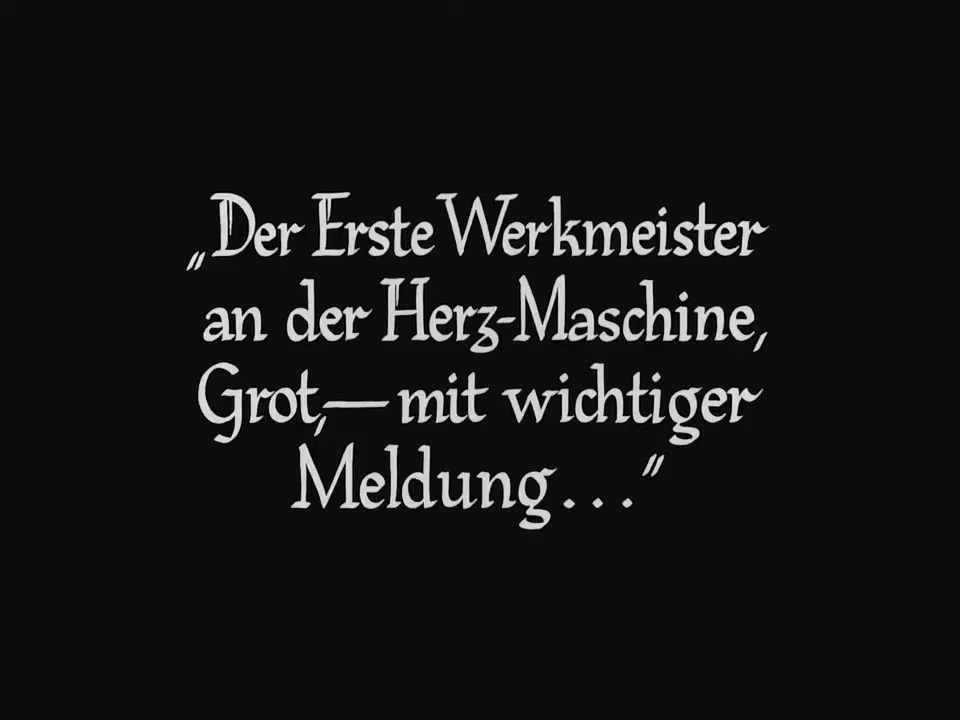 „Der Erste Werkmeister
an der Herz-Maschine,
Grot,—mit wichtiger
Meldung..."